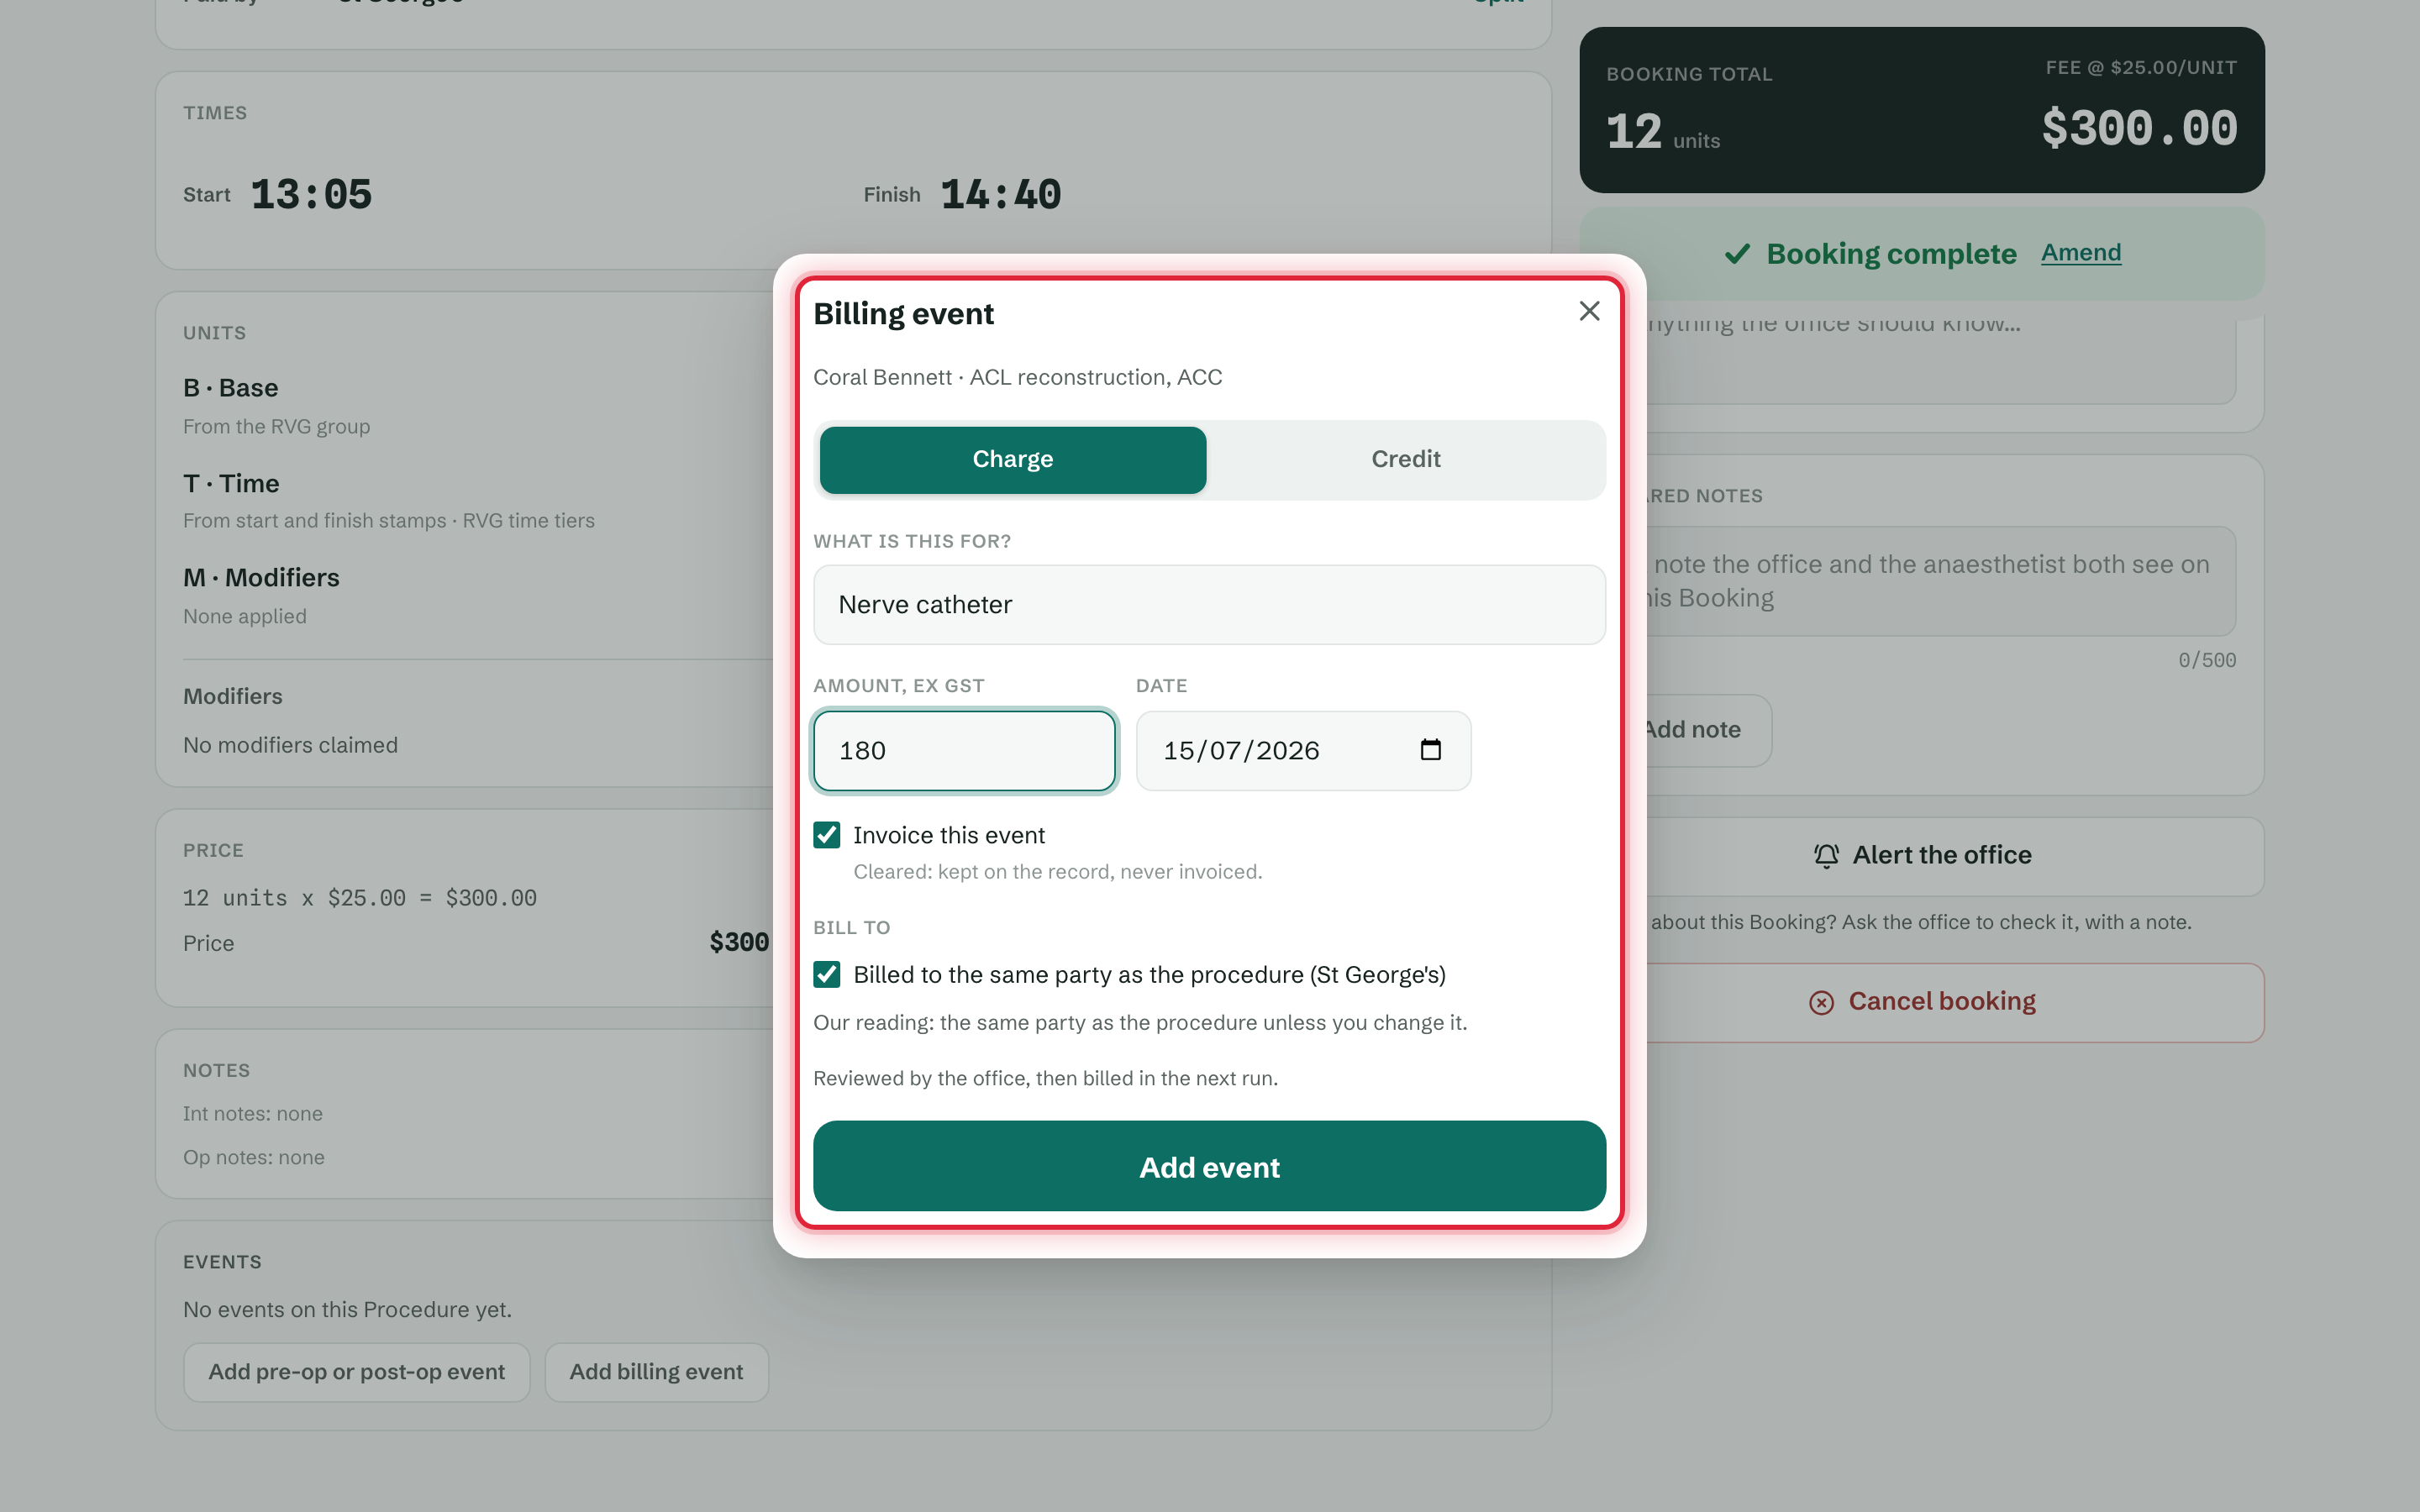 TIMES
Start 13:05
Finish 14:40
UNITS
B · Base
From the RVG group
T · Time
From start and finish stamps · RVG time tiers
M · Modifiers
None applied
Modifiers
No modifiers claimed
PRICE
12 units x $25.00 = $300.00
Price $300
NOTES
Int notes: none
Op notes: none
EVENTS
No events on this Procedure yet.
Add pre-op or post-op event
Add billing event
Billing event
Coral Bennett · ACL reconstruction, ACC
Charge
Credit
WHAT IS THIS FOR?
Nerve catheter
AMOUNT, EX GST
DATE
180
15/07/2026
Invoice this event
Cleared: kept on the record, never invoiced.
BILL TO
Billed to the same party as the procedure (St George's)
Our reading: the same party as the procedure unless you change it.
Reviewed by the office, then billed in the next run.
Add event
BOOKING TOTAL
FEE @ $25.00/UNIT
12 units
$300.00
Booking complete Amend
the office should know...
NOTES
note the office and the anaesthetist both see on
Booking
0/500
Add note
Alert the office
about this Booking? Ask the office to check it, with a note.
Cancel booking